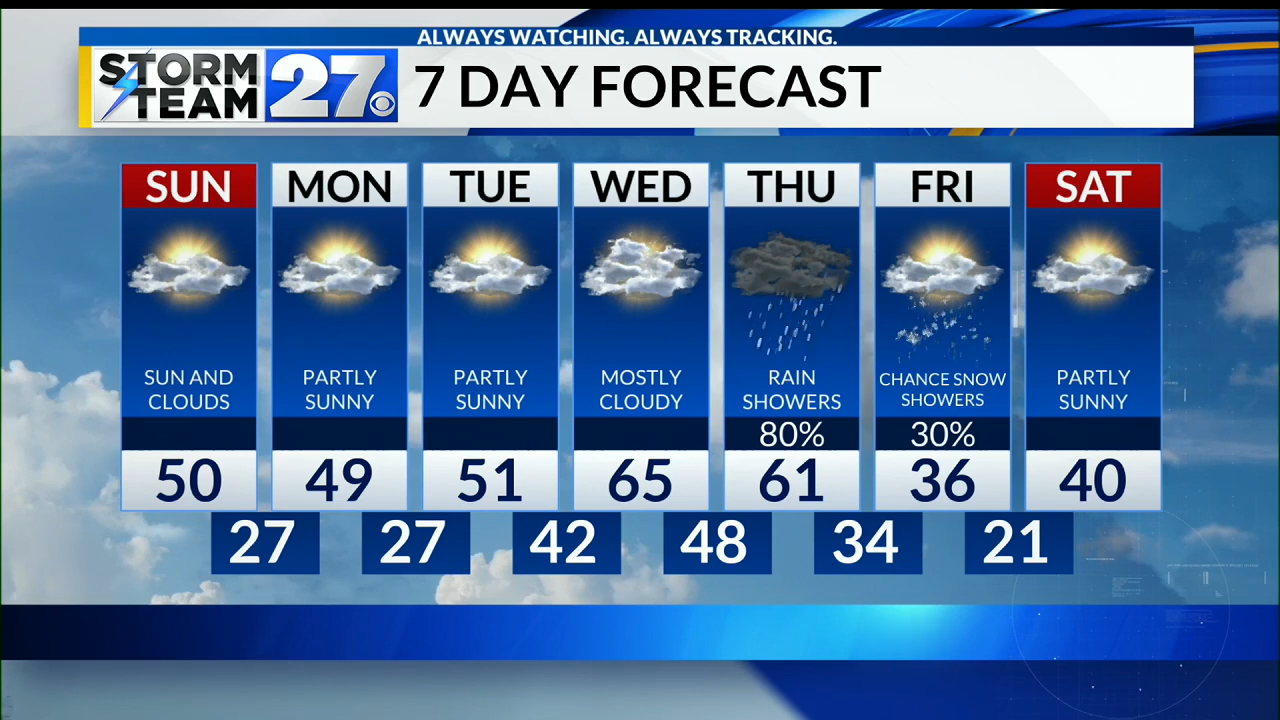 ALWAYS WATCHING. ALWAYS TRACKING.
STORM
TEAM
27
7 DAY FORECAST
SUN MON TUE WED THU FRI SAT
SUN AND
CLOUDS
PARTLY
SUNNY
PARTLY
SUNNY
MOSTLY
CLOUDY
RAIN
SHOWERS
CHANCE SNOW
SHOWERS
PARTLY
SUNNY
80% 30%
50 49 51 65 61 36 40
27 27 42 48 34 21